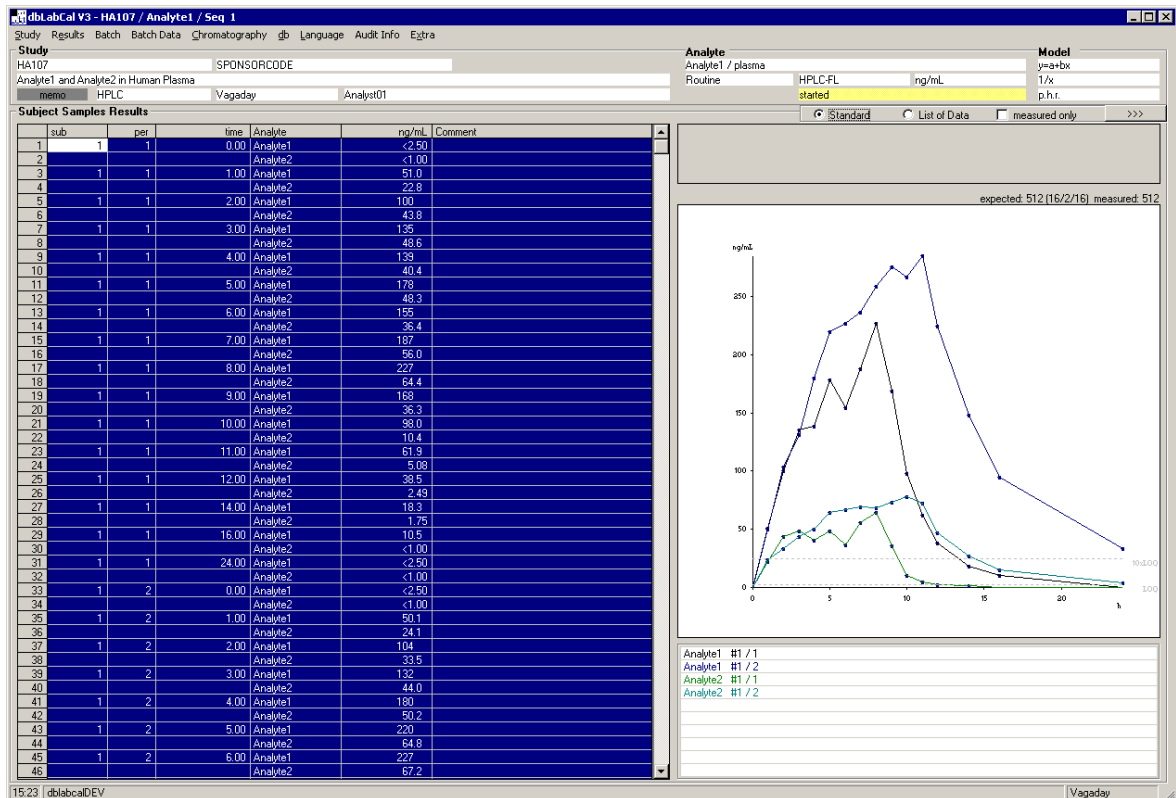 dbLabCal V3 - HA107 / Analyte1 / Seq 1
Study Results Batch Batch Data Chromatography db Language Audit Info Extra
Study Analyte Model
HA107 SPONSORCODE Analyte1 / plasma y=a+bx
Analyte1 and Analyte2 in Human Plasma Routine HPLC-FL ng/mL 1/x
memo HPLC Vagaday Analyst01 started p.h.r.
Subject Samples Results Standard List of Data measured only >>>
sub per time Analyte ng/mL Comment
1 1 1 0.00 Analyte1 <2.50
2 Analyte2 <1.00
3 1 1 1.00 Analyte1 51.0
4 Analyte2 22.8
5 1 1 2.00 Analyte1 100
6 Analyte2 43.8
7 1 1 3.00 Analyte1 135
8 Analyte2 48.6
9 1 1 4.00 Analyte1 139
10 Analyte2 40.4
11 1 1 5.00 Analyte1 178
12 Analyte2 48.3
13 1 1 6.00 Analyte1 155
14 Analyte2 36.4
15 1 1 7.00 Analyte1 187
16 Analyte2 56.0
17 1 1 8.00 Analyte1 227
18 Analyte2 64.4
19 1 1 9.00 Analyte1 168
20 Analyte2 36.3
21 1 1 10.00 Analyte1 98.0
22 Analyte2 10.4
23 1 1 11.00 Analyte1 61.9
24 Analyte2 5.08
25 1 1 12.00 Analyte1 38.5
26 Analyte2 2.49
27 1 1 14.00 Analyte1 18.3
28 Analyte2 1.75
29 1 1 16.00 Analyte1 10.5
30 Analyte2 <1.00
31 1 1 24.00 Analyte1 <2.50
32 Analyte2 <1.00
33 1 2 0.00 Analyte1 <2.50
34 Analyte2 <1.00
35 1 2 1.00 Analyte1 50.1
36 Analyte2 24.1
37 1 2 2.00 Analyte1 104
38 Analyte2 33.5
39 1 2 3.00 Analyte1 132
40 Analyte2 44.0
41 1 2 4.00 Analyte1 180
42 Analyte2 50.2
43 1 2 5.00 Analyte1 220
44 Analyte2 64.8
45 1 2 6.00 Analyte1 227
46 Analyte2 67.2
expected: 512 (16/2/16) measured: 512
ng/mL
250
200
150
100
50
10:LOQ
LOQ
0
0 5 10 15 20
h
Analyte1 #1 / 1
Analyte1 #1 / 2
Analyte2 #1 / 1
Analyte2 #1 / 2
15:23 dblabcalDEV Vagaday